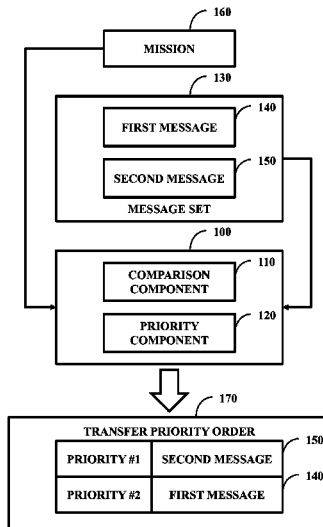 160
MISSION
130
140
FIRST MESSAGE
150
SECOND MESSAGE
MESSAGE SET
100
110
COMPARISON
COMPONENT
120
PRIORITY
COMPONENT
170
TRANSFER PRIORITY ORDER
150
PRIORITY #1 SECOND MESSAGE
140
PRIORITY #2 FIRST MESSAGE